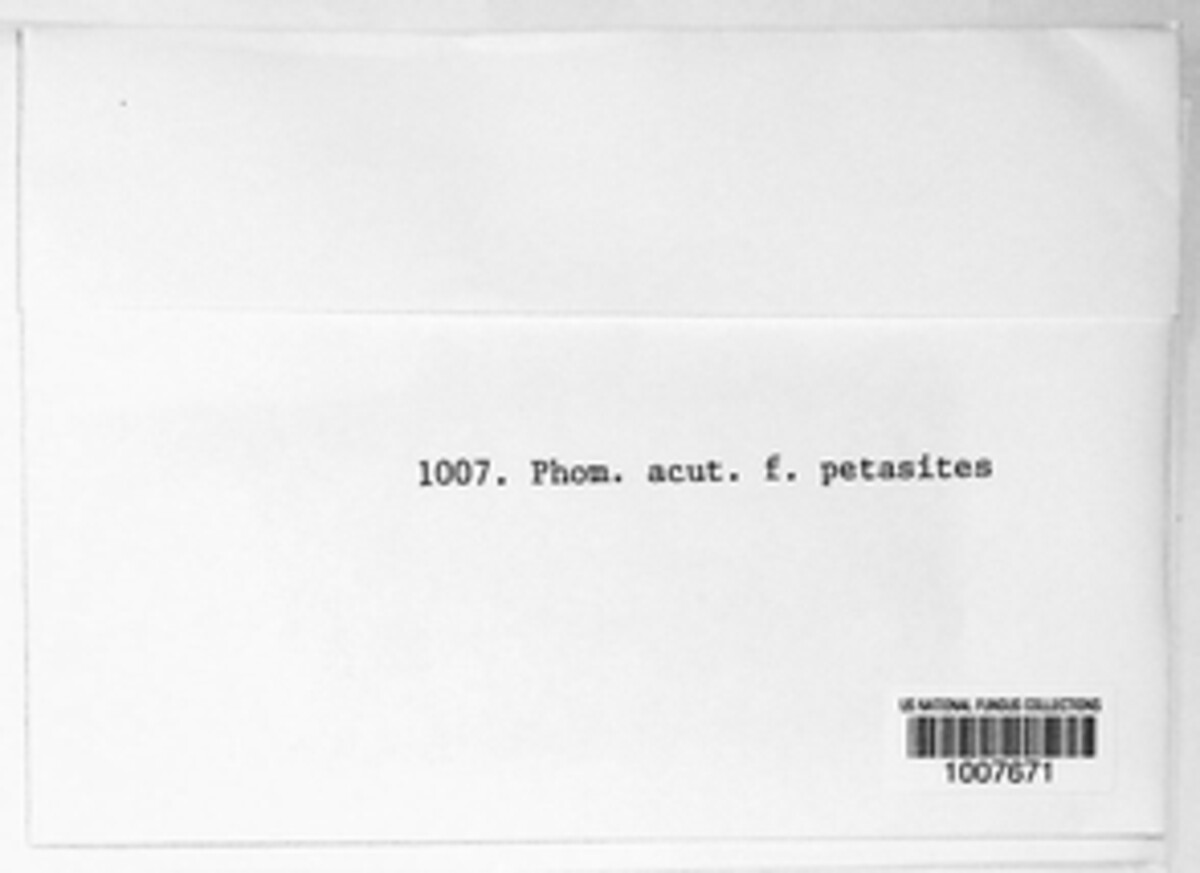 1007. Phom. acut. f. petasites
US NATIONAL FUNGUS COLLECTIONS
1007671